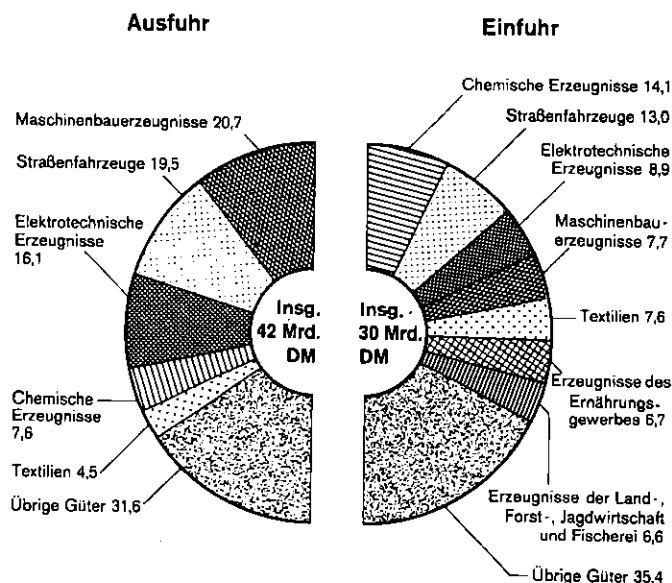 Ausfuhr
Maschinenbauerzeugnisse 20,7
Straßenfahrzeuge 19,5
Elektrotechnische
Erzeugnisse
16,1
Insg.
42 Mrd.
DM
Chemische
Erzeugnisse
7,6
Textilien 4,5
Übrige Güter 31,6
Einfuhr
Chemische Erzeugnisse 14,1
Straßenfahrzeuge 13,0
Elektrotechnische
Erzeugnisse 8,9
Maschinenbau-
erzeugnisse 7,7
Insg.
30 Mrd.
DM
Textilien 7,6
Erzeugnisse des
Ernährungs-
gewerbes 6,7
Erzeugnisse der Land-,
Forst-, Jagdwirtschaft
und Fischerei 6,6
Übrige Güter 35,4